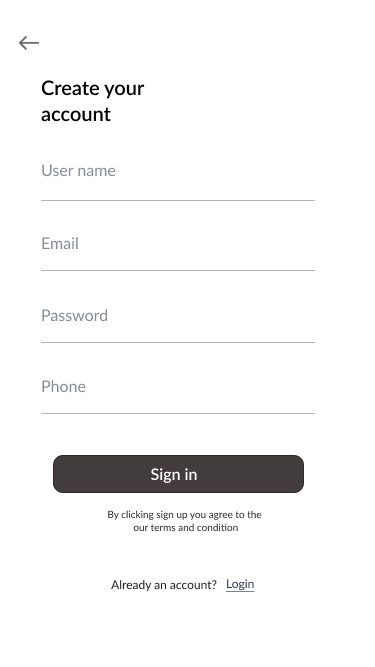 Create your
account
User name
Email
Password
Phone
Sign in
By clicking sign up you agree to the
our terms and condition
Already an account? Login